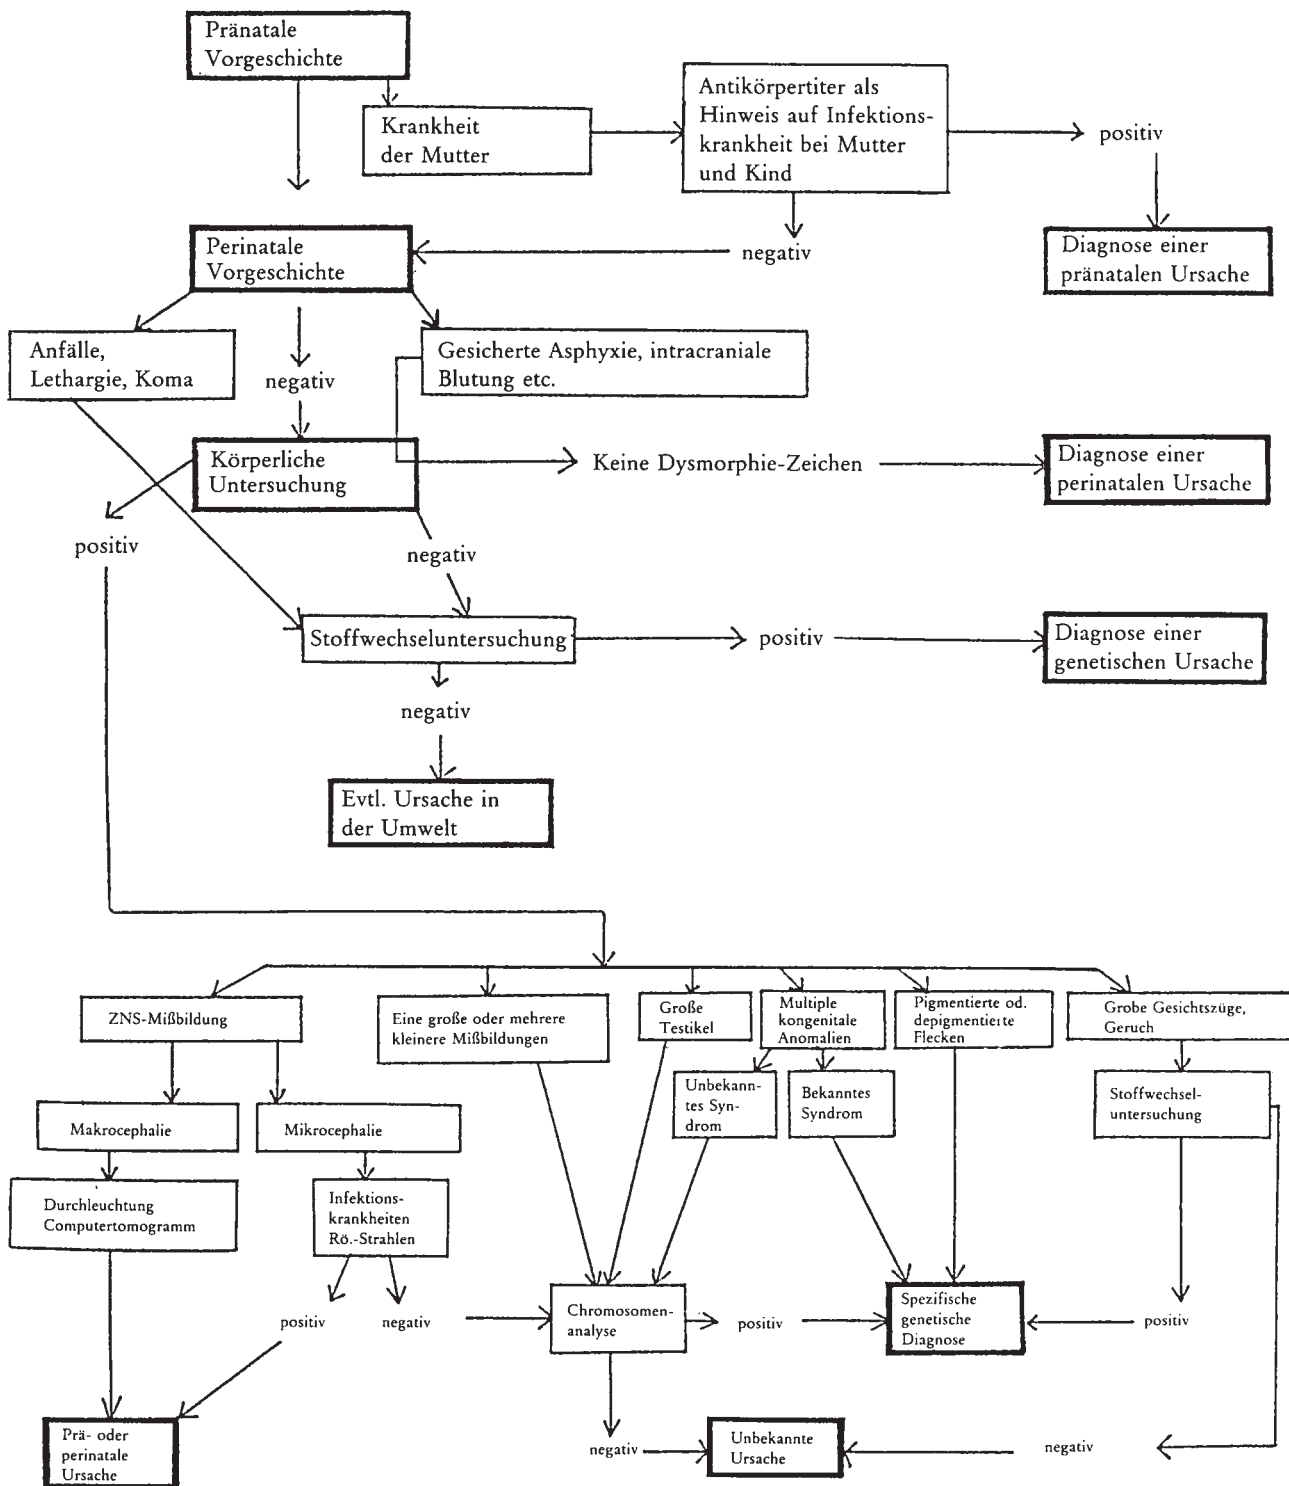 Pränatale
Vorgeschichte
Krankheit
der Mutter
Antikörpertiter als
Hinweis auf Infektions-
krankheit bei Mutter
und Kind
positiv
Perinatale
Vorgeschichte
negativ
Diagnose einer
pränatalen Ursache
Anfälle,
Lethargie, Koma
negativ
Gesicherte Asphyxie, intracraniale
Blutung etc.
Körperliche
Untersuchung
Keine Dysmorphie-Zeichen
Diagnose einer
perinatalen Ursache
positiv
negativ
Stoffwechseluntersuchung
positiv
Diagnose einer
genetischen Ursache
negativ
Evtl. Ursache in
der Umwelt
ZNS-Mißbildung
Eine große oder mehrere
kleinere Mißbildungen
Große
Testikel
Multiple
kongenitale
Anomalien
Pigmentierte od.
depigmentierte
Flecken
Grobe Gesichtszüge,
Geruch
Unbekann-
tes Syn-
drom
Bekanntes
Syndrom
Stoffwechsel-
untersuchung
Makrocephalie
Mikrocephalie
Durchleuchtung
Computertomogramm
Infektions-
krankheiten
Rö.-Strahlen
positiv
negativ
Chromosomen-
analyse
positiv
Spezifische
genetische
Diagnose
positiv
Prä- oder
perinatale
Ursache
negativ
Unbekannte
Ursache
negativ